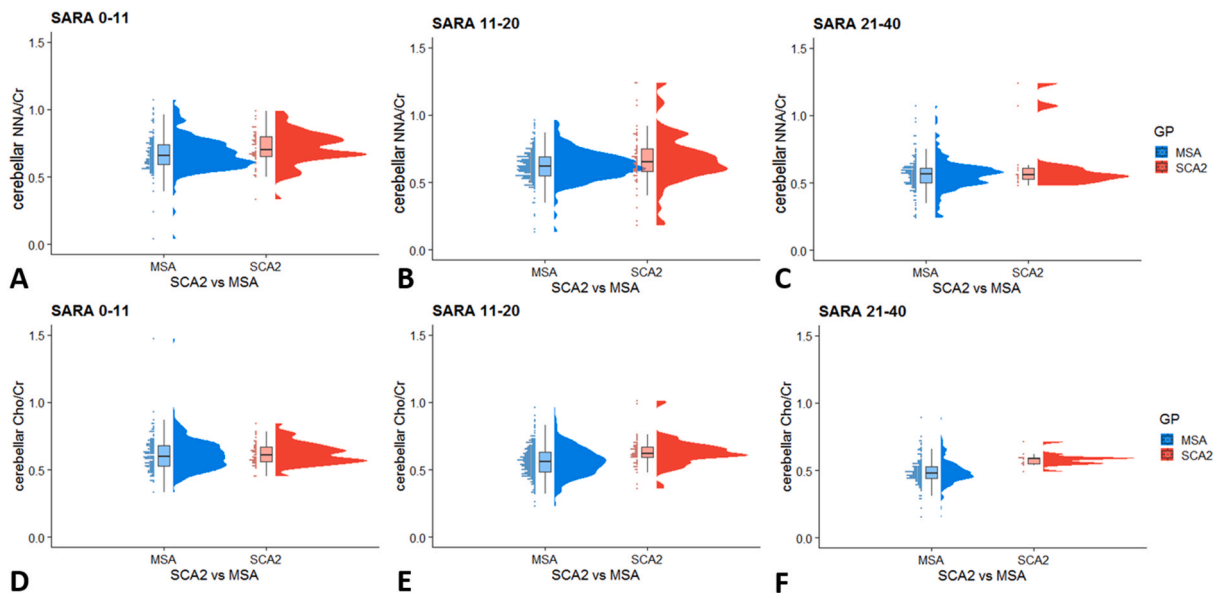 SARA 0-11
cerebellar NNA/Cr
1.5
1.0
0.5
0.0
MSA
SCA2
SCA2 vs MSA
A
SARA 11-20
cerebellar NNA/Cr
1.5
1.0
0.5
0.0
MSA
SCA2
SCA2 vs MSA
B
SARA 21-40
cerebellar NNA/Cr
1.5
1.0
0.5
0.0
MSA
SCA2
SCA2 vs MSA
C
GP
MSA
SCA2
SARA 0-11
cerebellar Cho/Cr
1.5
1.0
0.5
0.0
MSA
SCA2
SCA2 vs MSA
D
SARA 11-20
cerebellar Cho/Cr
1.5
1.0
0.5
0.0
MSA
SCA2
SCA2 vs MSA
E
SARA 21-40
cerebellar Cho/Cr
1.5
1.0
0.5
0.0
MSA
SCA2
SCA2 vs MSA
F
GP
MSA
SCA2